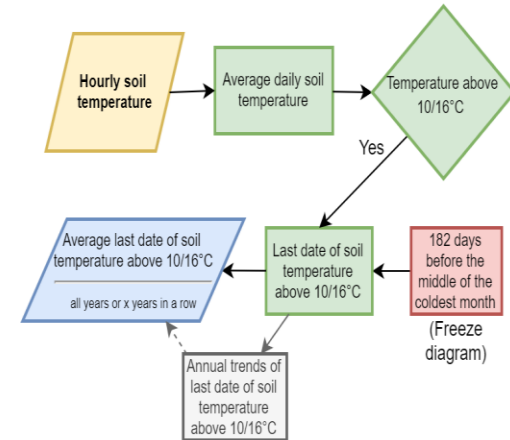 Hourly soil
temperature
Average daily soil
temperature
Temperature above
10/16°C
Yes
Average last date of soil
temperature above 10/16°C
all years or x years in a row
Last date of soil
temperature
above 10/16°C
182 days
before the
middle of the
coldest month
(Freeze
diagram)
Annual trends of
last date of soil
temperature
above 10/16°C